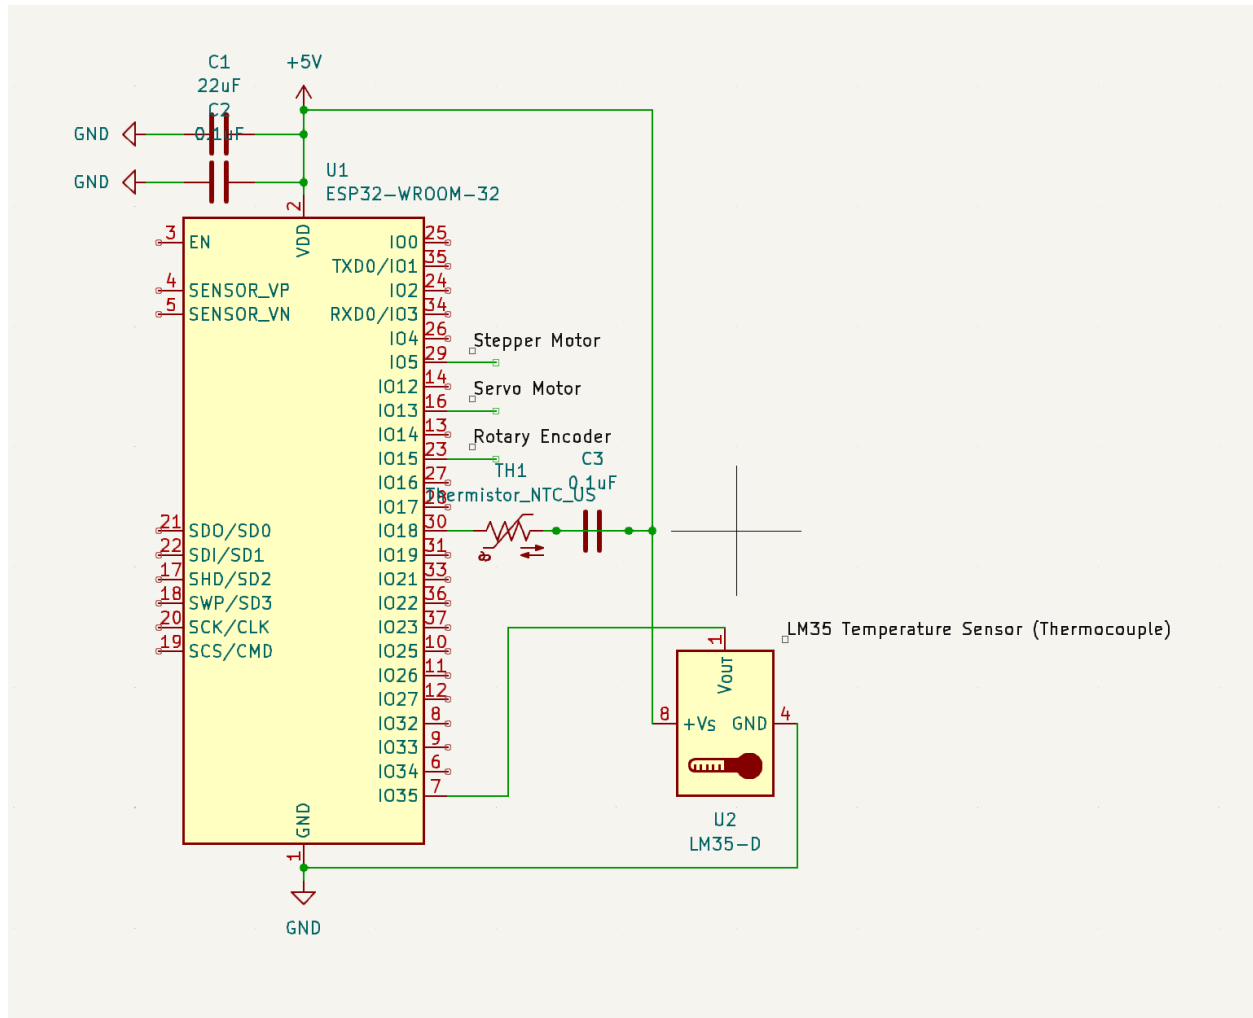 C1
22uF
C2
0.1uF
+5V
GND
GND
U1
ESP32-WROOM-32
2
VDD
3
EN
4
SENSOR_VP
5
SENSOR_VN
21
SDO/SD0
22
SDI/SD1
17
SHD/SD2
18
SWP/SD3
20
SCK/CLK
19
SCS/CMD
IO0
25
TXD0/IO1
35
IO2
24
RXD0/IO3
34
IO4
26
IO5
29
Stepper Motor
IO12
14
IO13
16
Servo Motor
IO14
13
IO15
23
Rotary Encoder
IO16
27
IO17
28
IO18
30
IO19
31
IO21
33
IO22
36
IO23
37
IO25
10
IO26
11
IO27
12
IO32
8
IO33
9
IO34
6
IO35
7
GND
1
GND
TH1
Thermistor_NTC_US
C3
0.1uF
θ
LM35 Temperature Sensor (Thermocouple)
1
Vout
8
+Vs
GND
4
U2
LM35-D